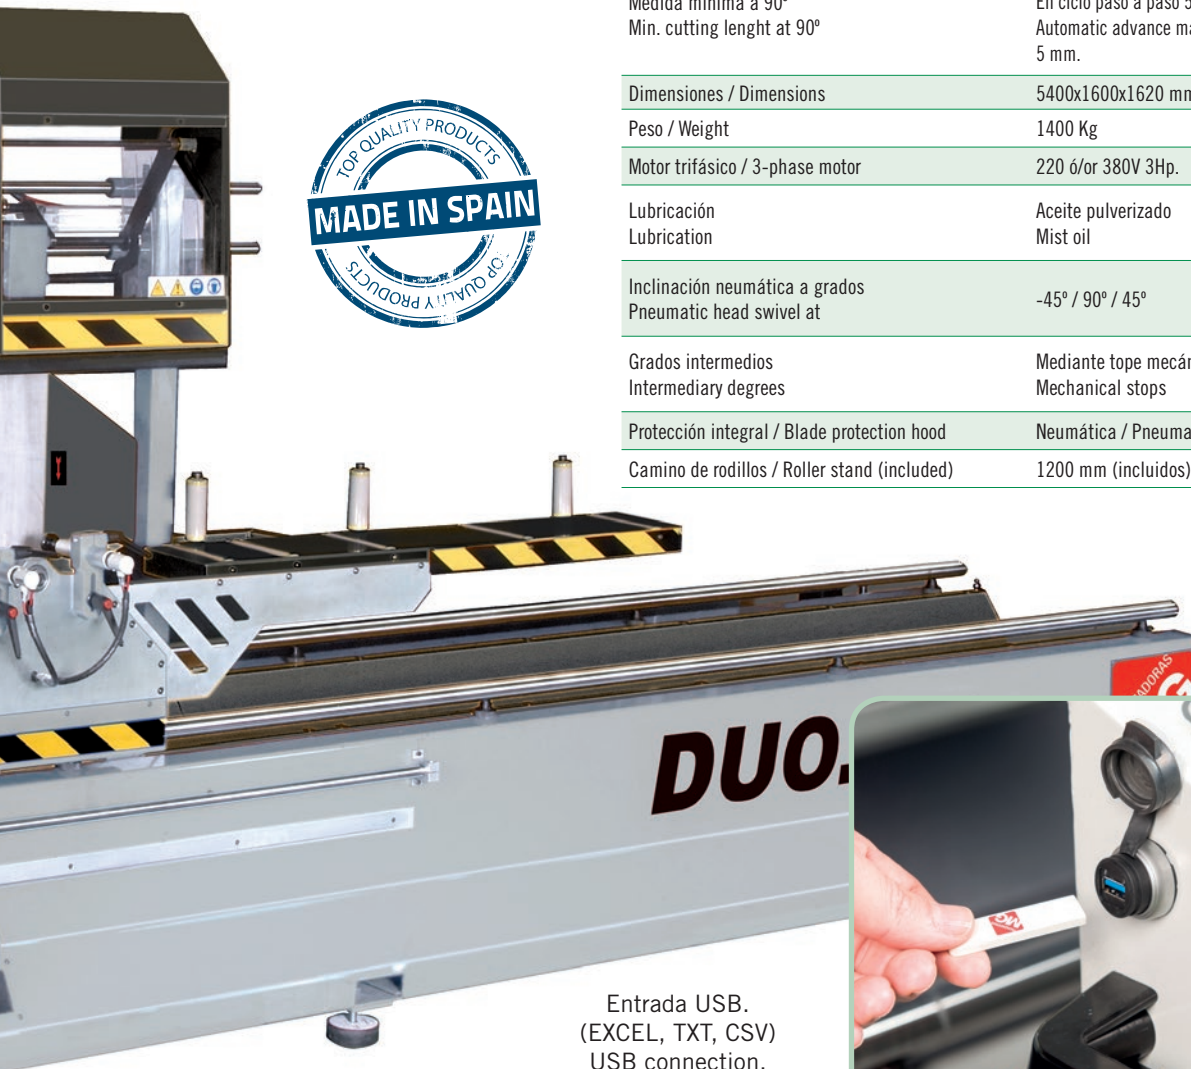 Medida mínima a 90º
Min. cutting lenght at 90º
En ciclo paso a paso 5
Automatic advance
5 mm.
Dimensiones / Dimensions
5400x1600x1620 mm
Peso / Weight
1400 Kg
Motor trifásico / 3-phase motor
220 ó/or 380V 3Hp.
Lubricación
Lubrication
Aceite pulverizado
Mist oil
Inclinación neumática a grados
Pneumatic head swivel at
-45º / 90º / 45º
Grados intermedios
Intermediary degrees
Mediante tope
Mechanical stops
Protección integral / Blade protection hood
Neumática /
Camino de rodillos / Roller stand (included)
1200 mm (incluidos)
TOP QUALITY PRODUCTS
MADE IN SPAIN
TOP QUALITY PRODUCTS
DUO
Entrada USB.
(EXCEL, TXT, CSV)
USB connection.